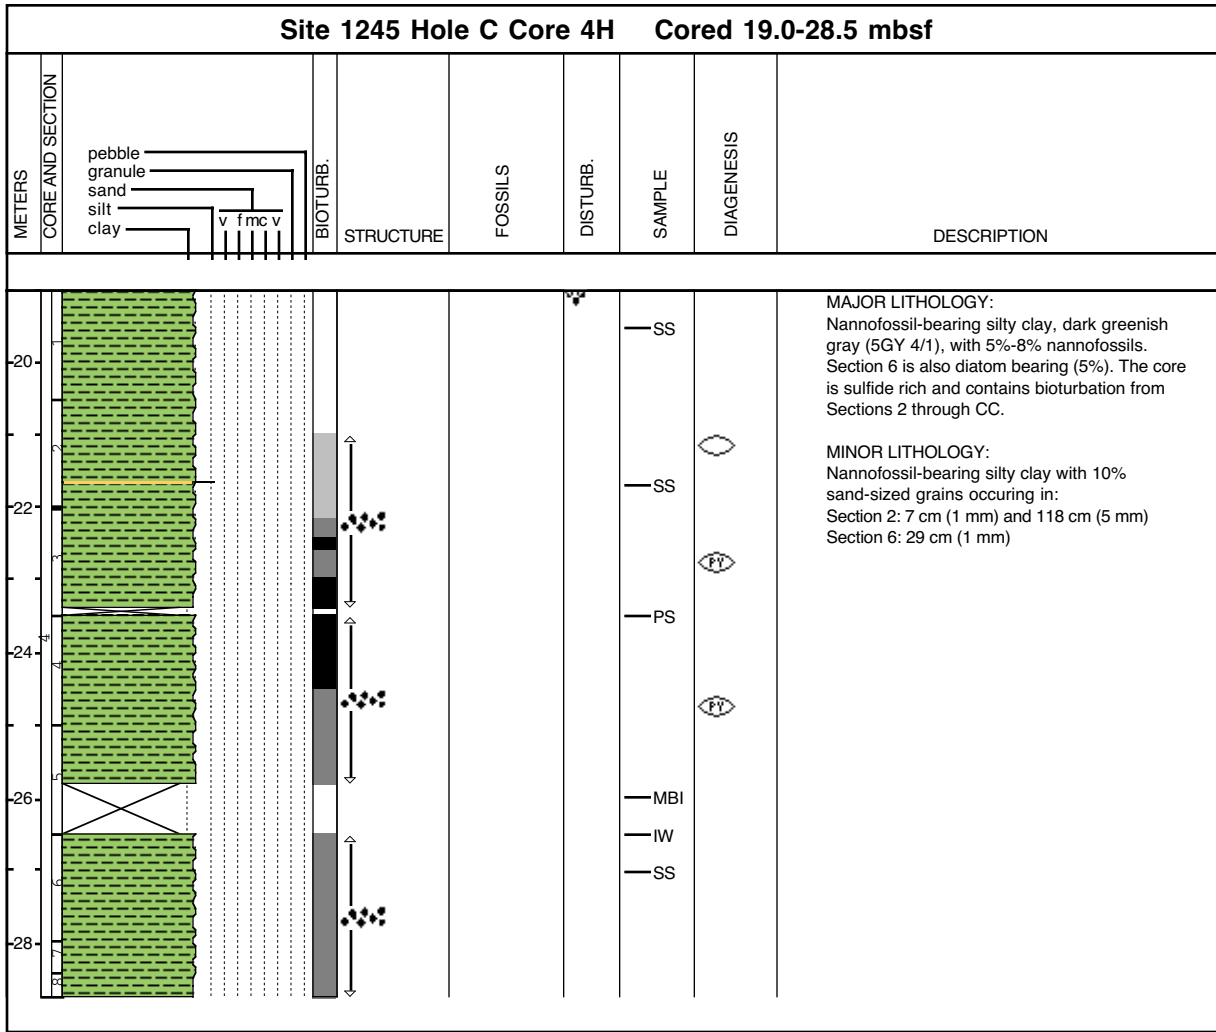 Site 1245 Hole C Core 4H Cored 19.0-28.5 mbsf
METERS
CORE AND SECTION
pebble
granule
sand
silt
v f mc v
clay
BIOTURB.
STRUCTURE
FOSSILS
DISTURB.
SAMPLE
DIAGENESIS
DESCRIPTION
20
22
24
26
28
4
1
2
3
4
5
6
7
8
SS
SS
PS
MBI
IW
SS
PY
PY
MAJOR LITHOLOGY:
Nannofossil-bearing silty clay, dark greenish
gray (5GY 4/1), with 5%-8% nannofossils.
Section 6 is also diatom bearing (5%). The core
is sulfide rich and contains bioturbation from
Sections 2 through CC.
MINOR LITHOLOGY:
Nannofossil-bearing silty clay with 10%
sand-sized grains occuring in:
Section 2: 7 cm (1 mm) and 118 cm (5 mm)
Section 6: 29 cm (1 mm)